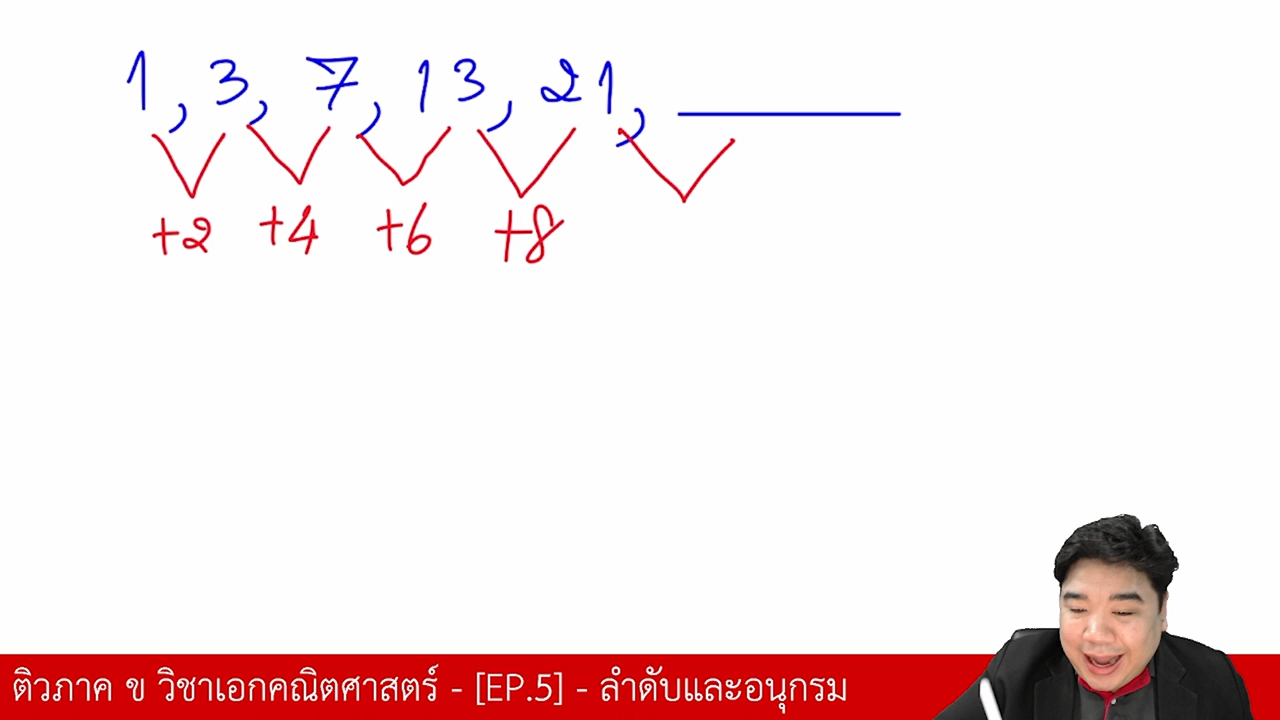 1, 3, 7, 13, 21, ________
+2 +4 +6 +8
ติวภาค ข วิชาเอกคณิตศาสตร์ - [EP.5] - ลำดับและอนุกรม